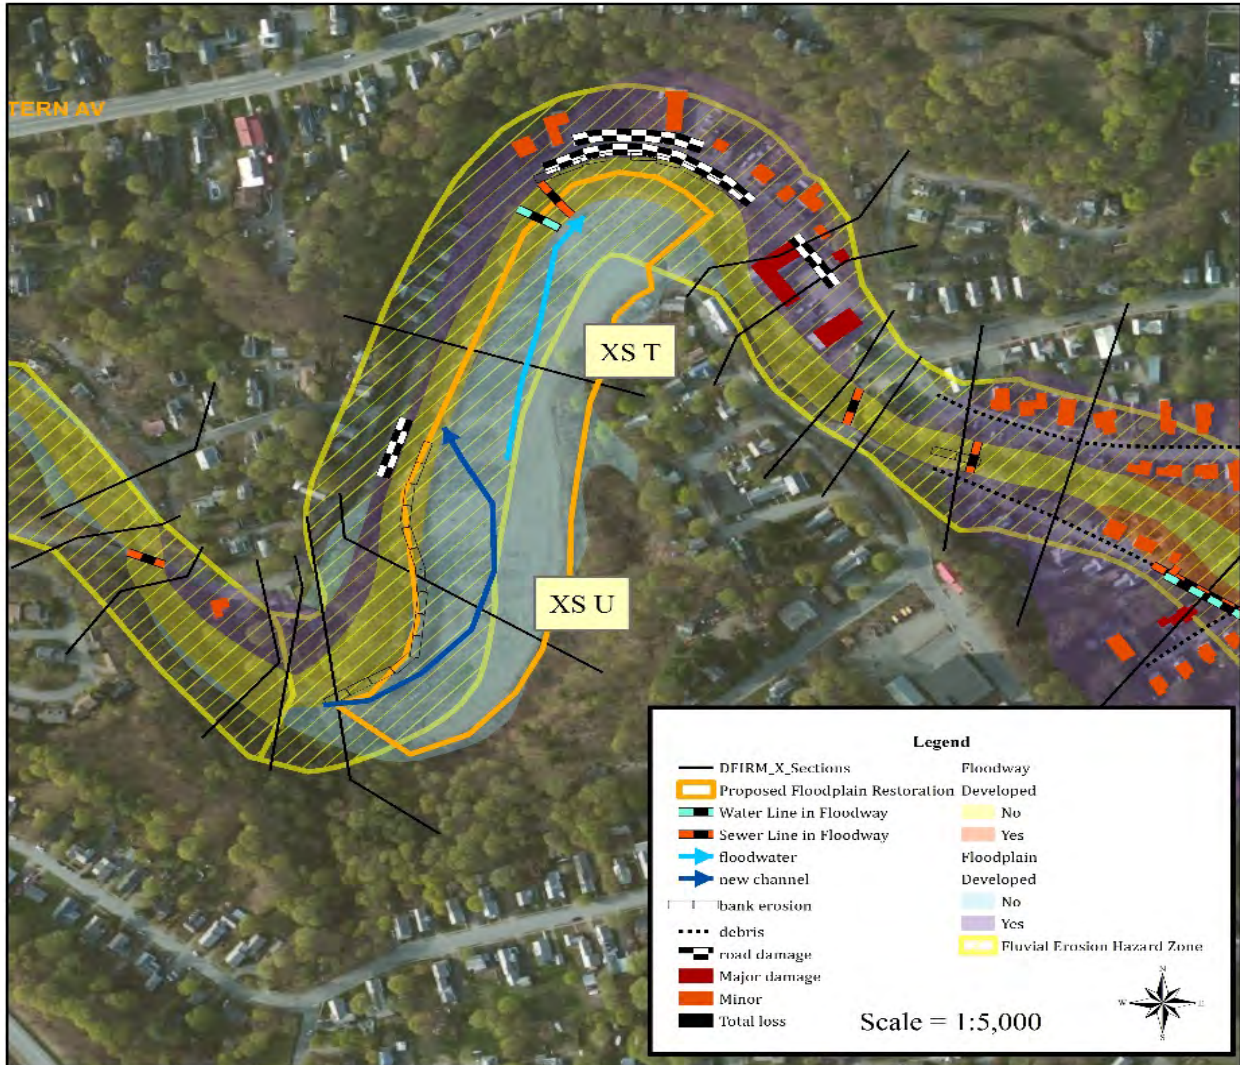 TERN AV
XS T
XS U
Legend
DFIRM_X_Sections
Proposed Floodplain Restoration
Water Line in Floodway
Sewer Line in Floodway
floodwater
new channel
bank erosion
debris
road damage
Major damage
Minor
Total loss
Floodway
Developed
No
Yes
Floodplain
Developed
No
Yes
Fluvial Erosion Hazard Zone
Scale = 1:5,000
N
W
E
S